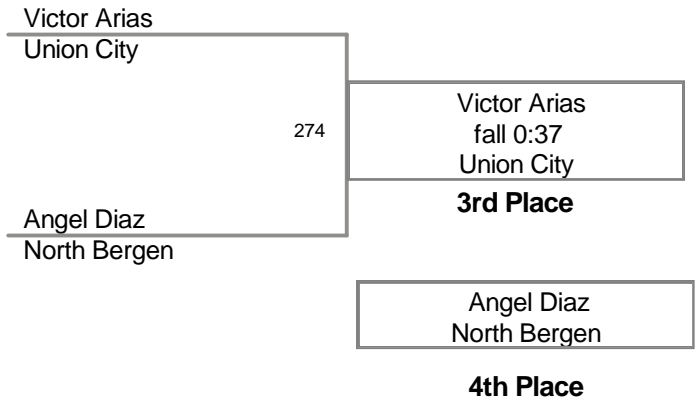 Victor Arias
Union City
274
Victor Arias
fall 0:37
Union City
3rd Place
Angel Diaz
North Bergen
Angel Diaz
North Bergen
4th Place